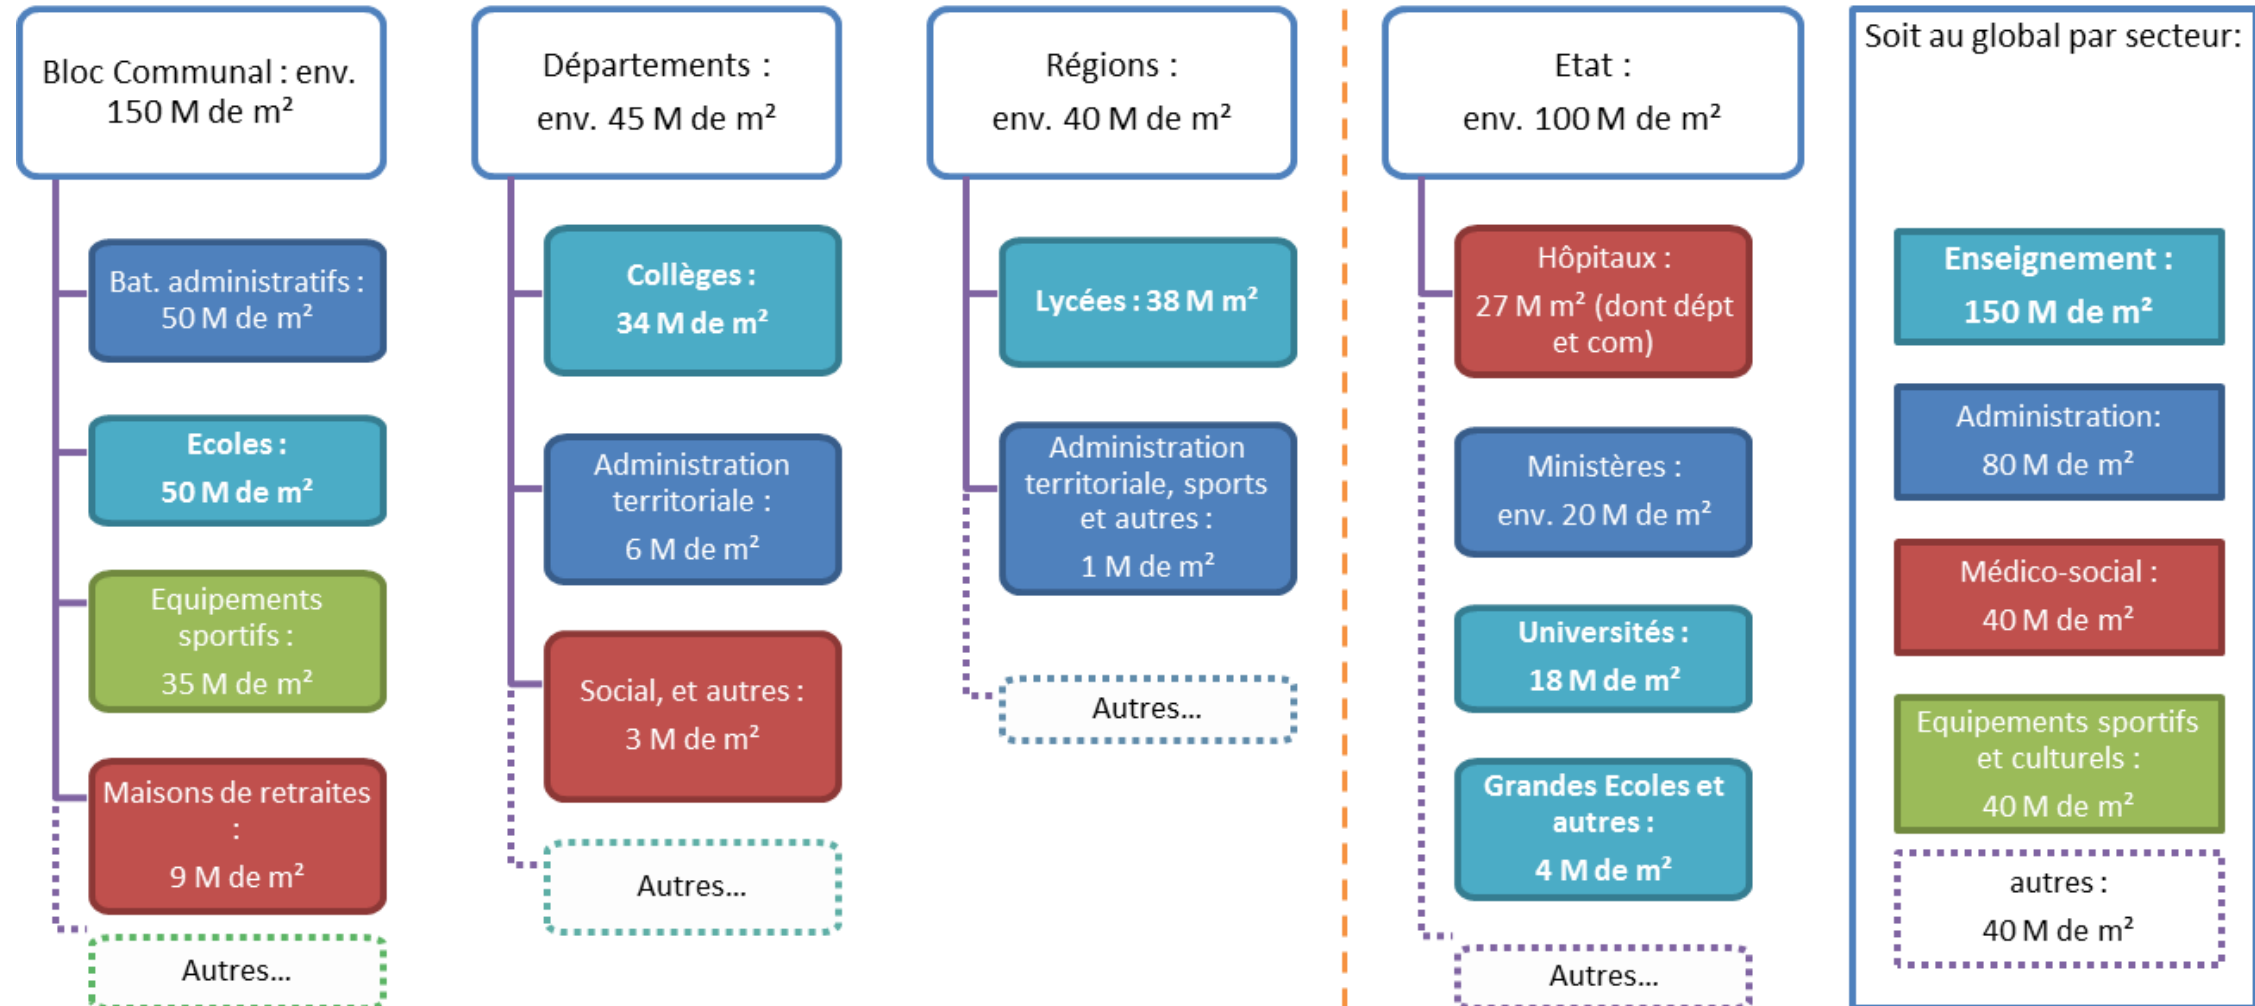 Bloc Communal : env.
150 M de m²
Bat. administratifs :
50 M de m²
Ecoles :
50 M de m²
Equipements
sportifs :
35 M de m²
Maisons de retraites
:
9 M de m²
Autres...
Départements :
env. 45 M de m²
Collèges :
34 M de m²
Administration
territoriale :
6 M de m²
Social, et autres :
3 M de m²
Autres...
Régions :
env. 40 M de m²
Lycées : 38 M m²
Administration
territoriale, sports
et autres :
1 M de m²
Autres...
Etat :
env. 100 M de m²
Hôpitaux :
27 M m² (dont dépt
et com)
Ministères :
env. 20 M de m²
Universités :
18 M de m²
Grandes Ecoles et
autres :
4 M de m²
Autres...
Soit au global par secteur:
Enseignement :
150 M de m²
Administration:
80 M de m²
Médico-social :
40 M de m²
Equipements sportifs
et culturels :
40 M de m²
autres :
40 M de m²